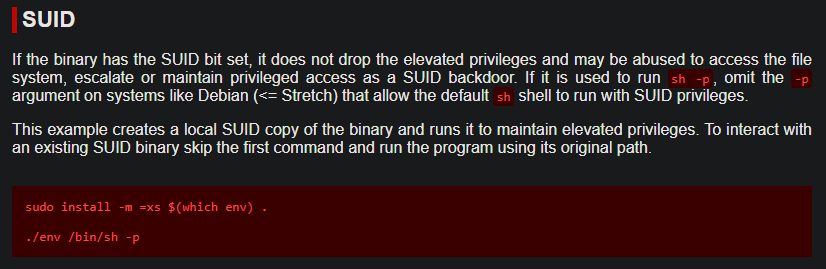 SUID
If the binary has the SUID bit set, it does not drop the elevated privileges and may be abused to access the file
system, escalate or maintain privileged access as a SUID backdoor. If it is used to run sh -p, omit the -p
argument on systems like Debian (<= Stretch) that allow the default sh shell to run with SUID privileges.
This example creates a local SUID copy of the binary and runs it to maintain elevated privileges. To interact with
an existing SUID binary skip the first command and run the program using its original path.
sudo install -m =xs $(which env) .
./env /bin/sh -p